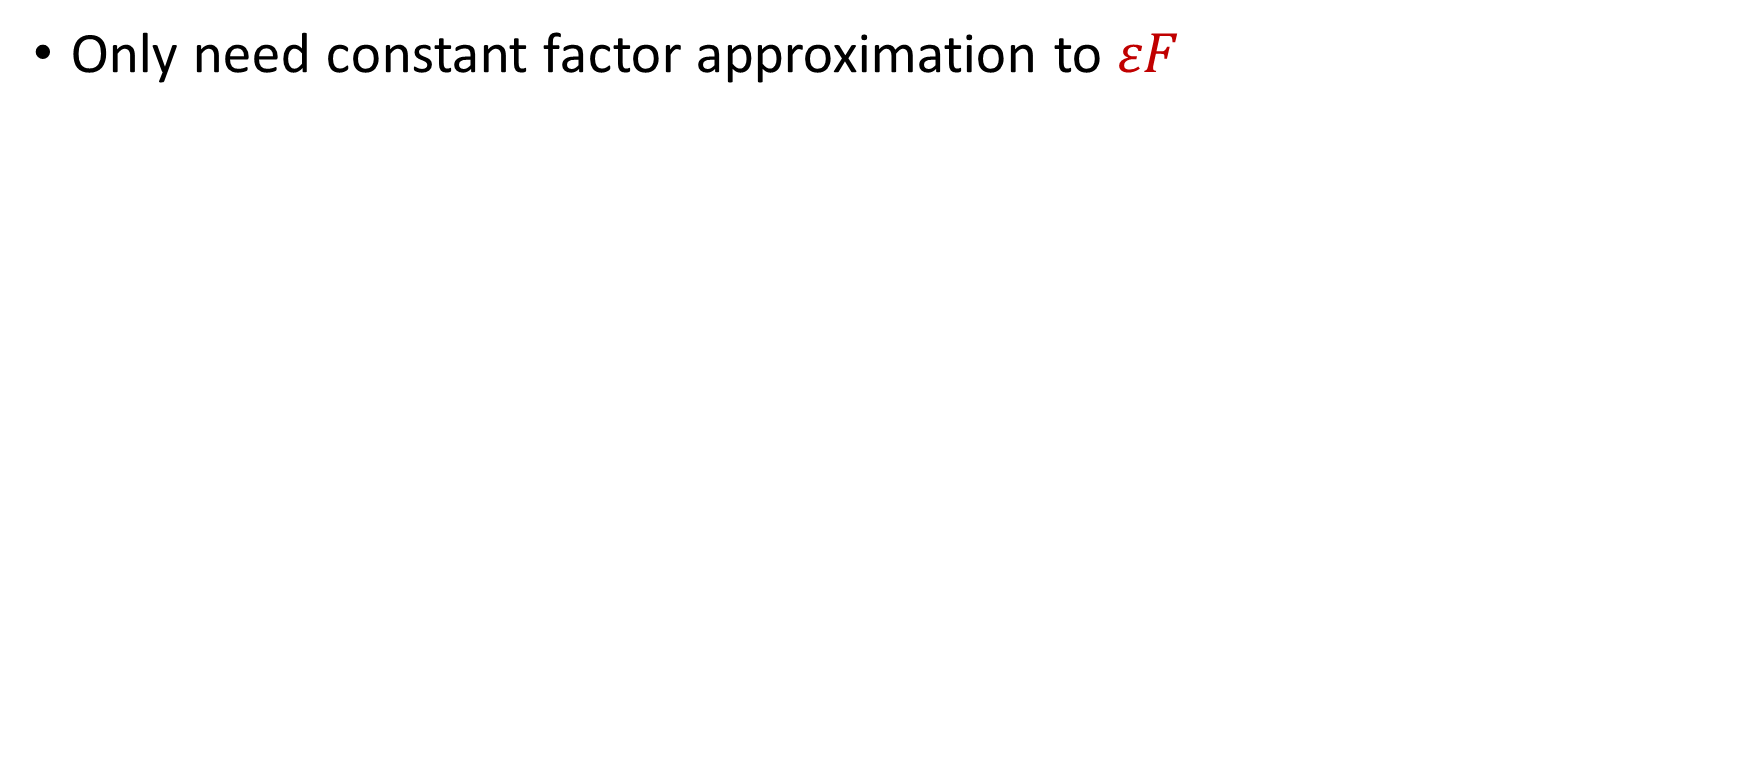 • Only need constant factor approximation to 𝜀𝐹